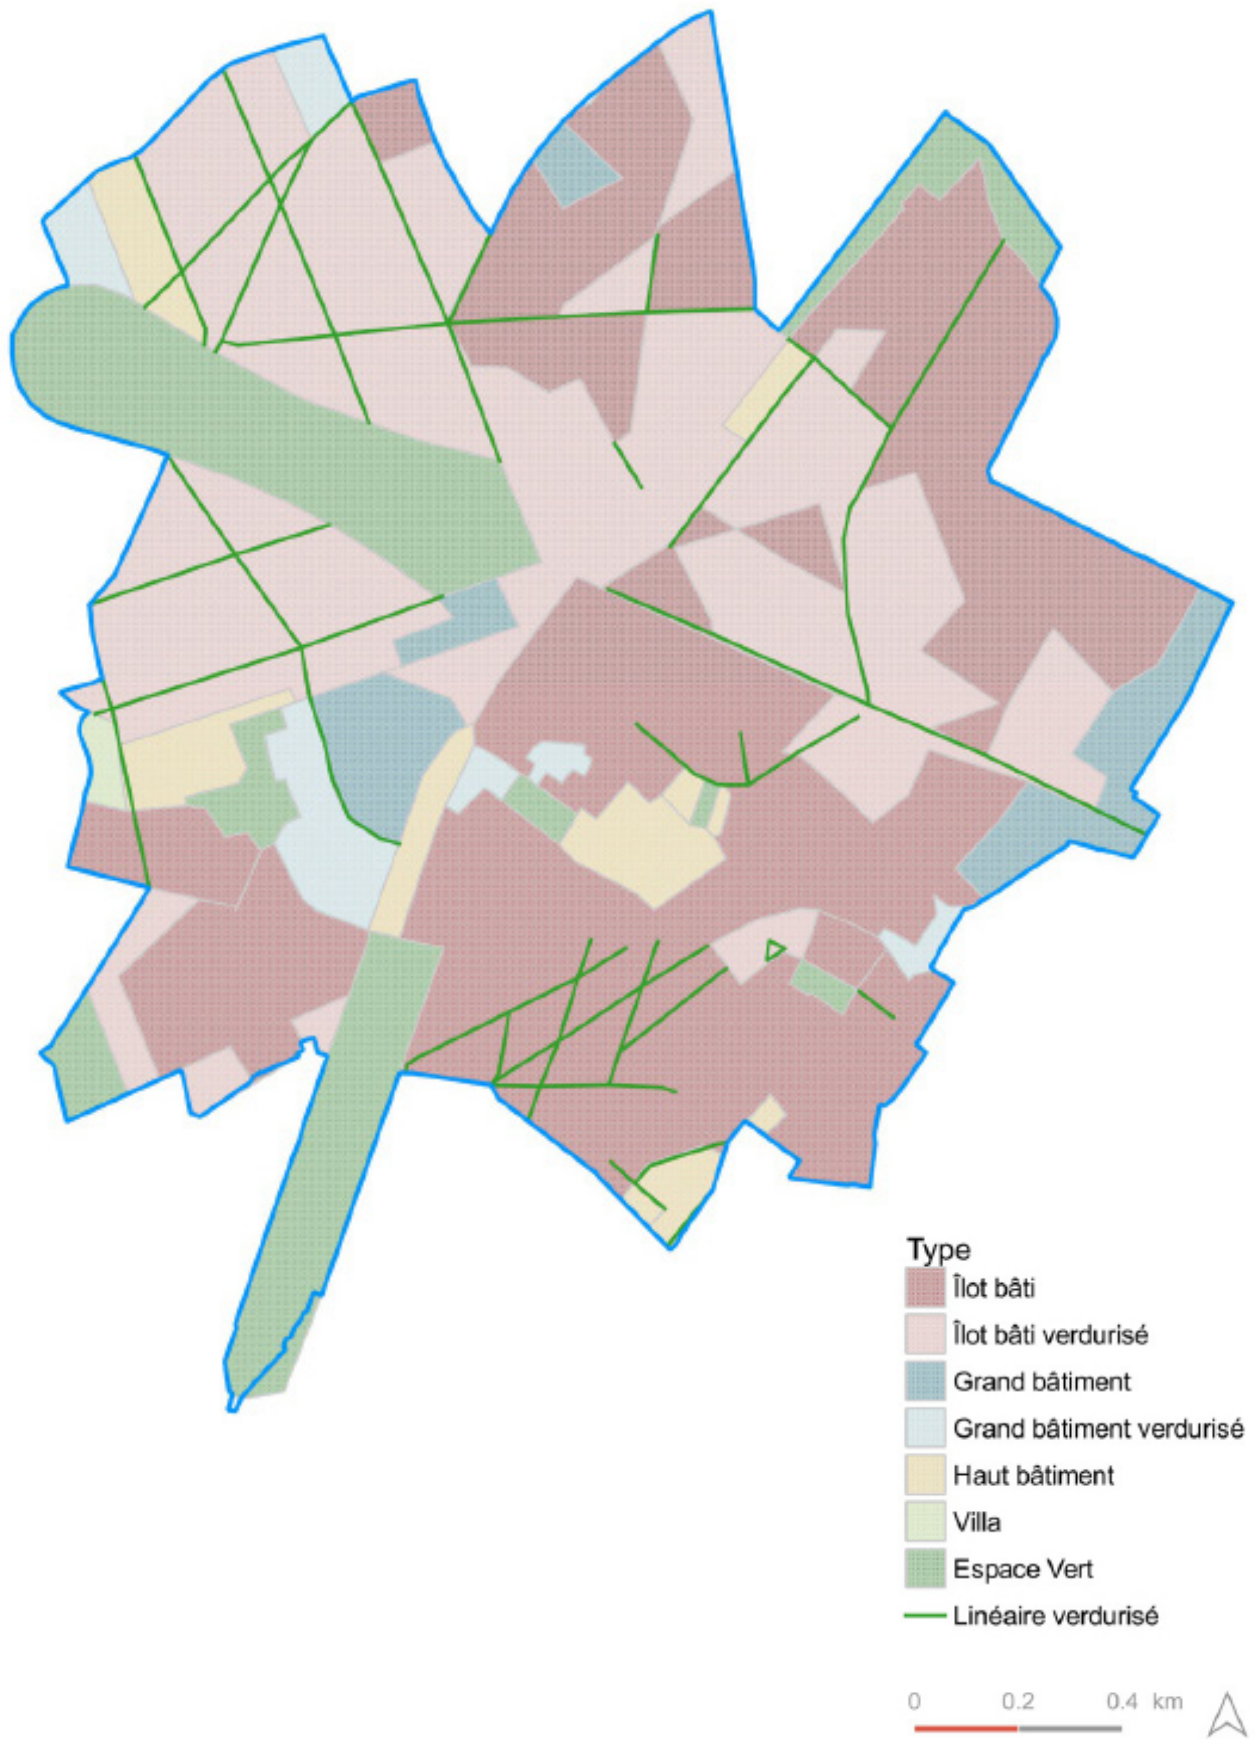 Type
Îlot bâti
Îlot bâti verdurisé
Grand bâtiment
Grand bâtiment verdurisé
Haut bâtiment
Villa
Espace Vert
Linéaire verdurisé
0 0.2 0.4 km